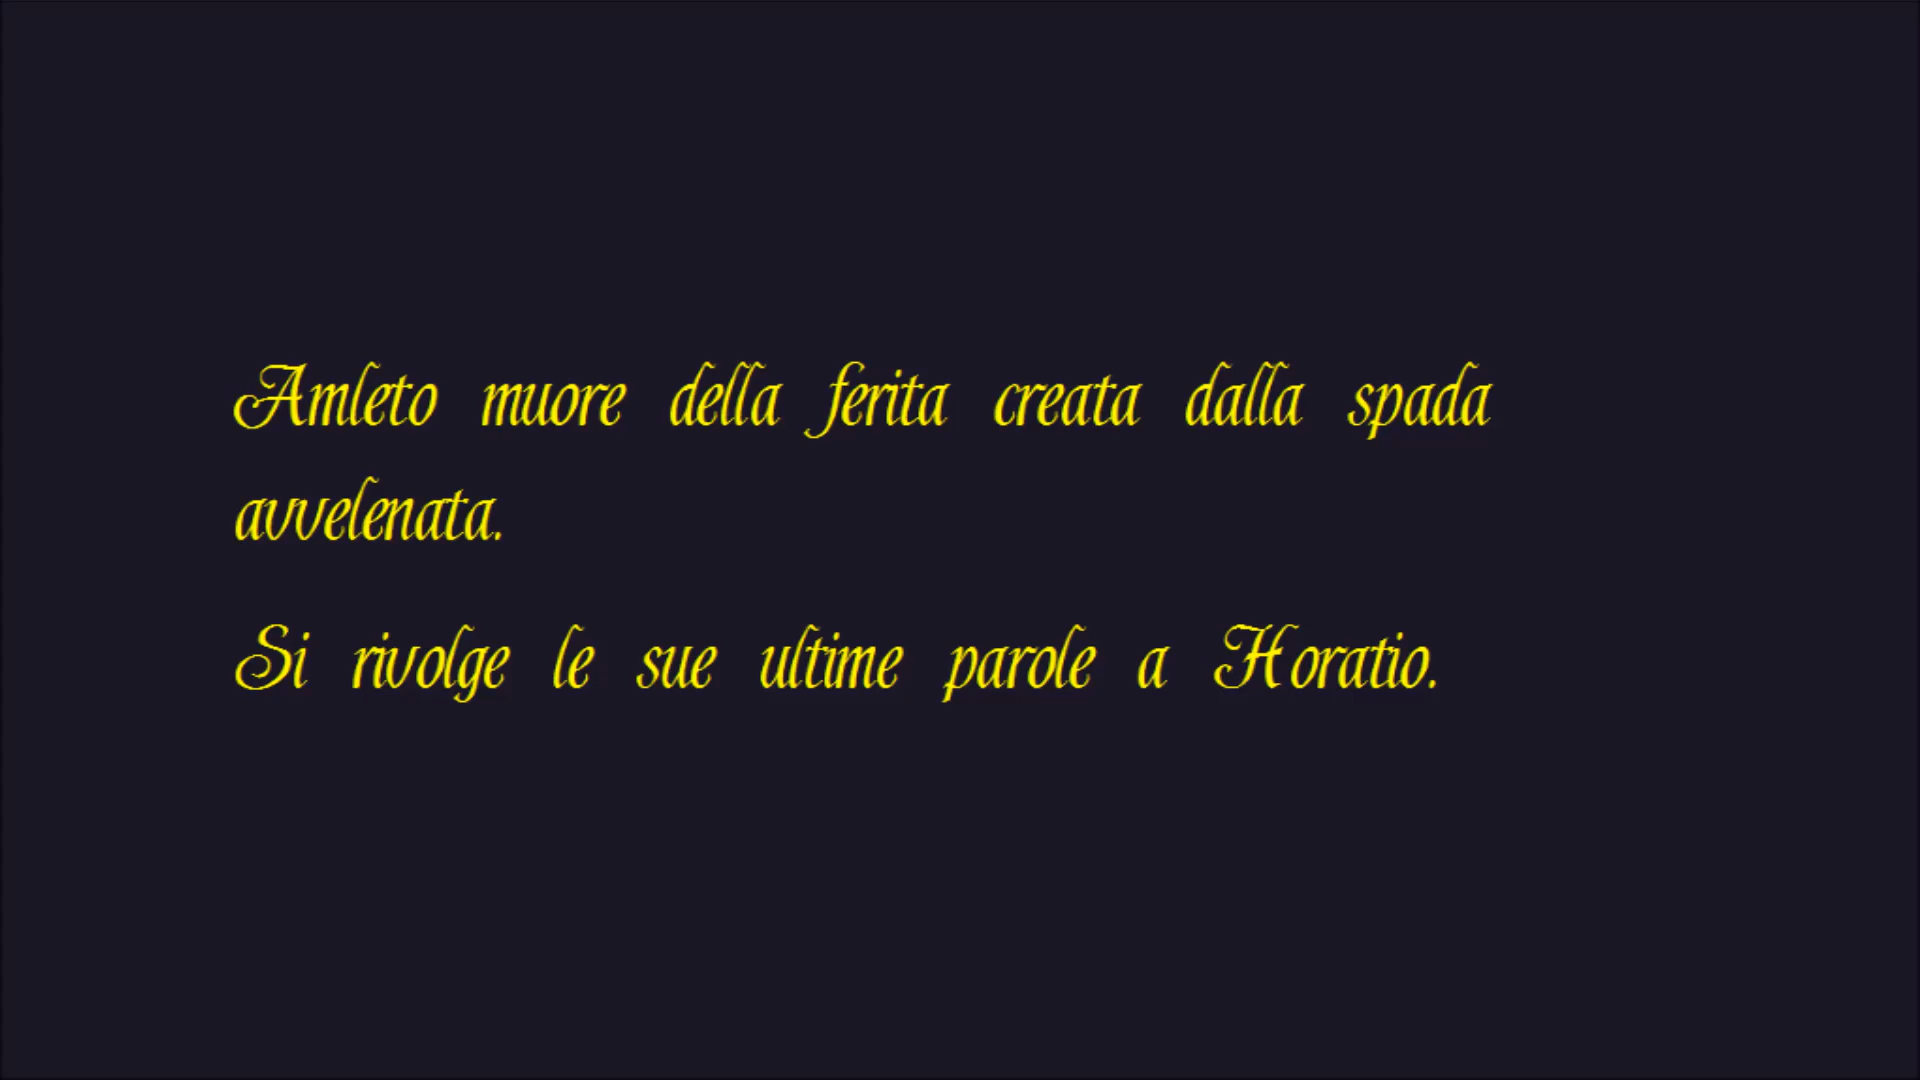 Amleto muore della ferita creata dalla spada
avvelenata.
Si rivolge le sue ultime parole a Horatio.